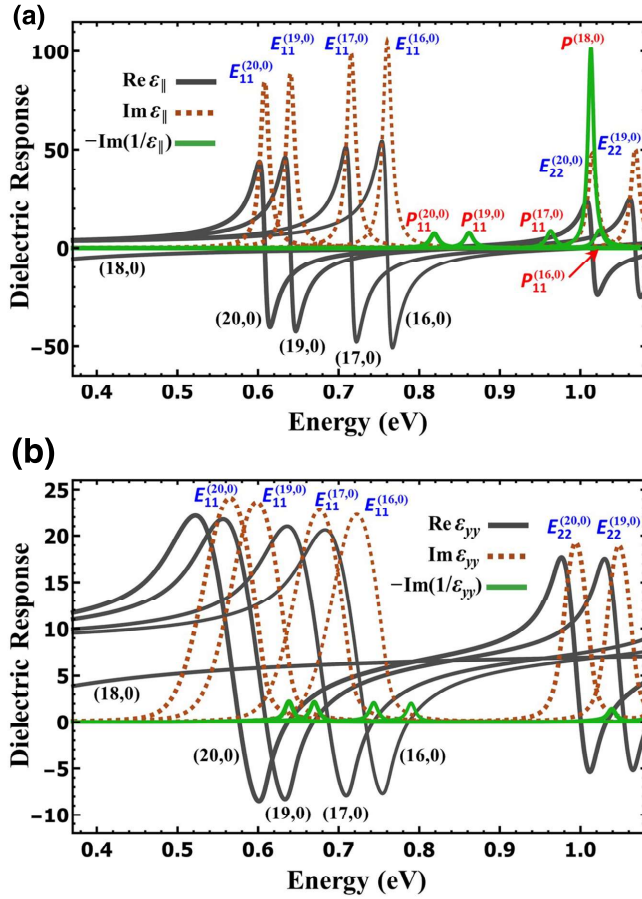 (a)
E₁₁⁽²⁰,⁰⁾ E₁₁⁽¹⁹,⁰⁾ E₁₁⁽¹⁷,⁰⁾ E₁₁⁽¹⁶,⁰⁾ P⁽¹⁸,⁰⁾
Re ε∥
Im ε∥
−Im(1/ε∥)
E₂₂⁽²⁰,⁰⁾ E₂₂⁽¹⁹,⁰⁾
P₁₁⁽²⁰,⁰⁾ P₁₁⁽¹⁹,⁰⁾ P₁₁⁽¹⁷,⁰⁾
P₁₁⁽¹⁶,⁰⁾
(18,0)
(20,0) (19,0) (17,0) (16,0)
100
50
0
−50
Dielectric Response
0.4 0.5 0.6 0.7 0.8 0.9 1.0
Energy (eV)
(b)
E₁₁⁽²⁰,⁰⁾ E₁₁⁽¹⁹,⁰⁾ E₁₁⁽¹⁷,⁰⁾ E₁₁⁽¹⁶,⁰⁾
Re εyy
Im εyy
−Im(1/εyy)
E₂₂⁽²⁰,⁰⁾ E₂₂⁽¹⁹,⁰⁾
(18,0)
(20,0) (19,0) (17,0) (16,0)
25
20
15
10
5
0
−5
−10
Dielectric Response
0.4 0.5 0.6 0.7 0.8 0.9 1.0
Energy (eV)